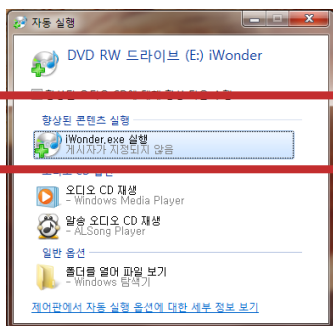 자동 실행
DVD RW 드라이브 (E:) iWonder
향상된 콘텐츠 실행
iWonder,exe 실행
게시자가 지정되지 않음
오디오 CD 재생
- Windows Media Player
알송 오디오 CD 재생
- ALSong Player
일반 옵션
폴더를 열어 파일 보기
- Windows 탐색기
제어판에서 자동 실행 옵션에 대한 세부 정보 보기